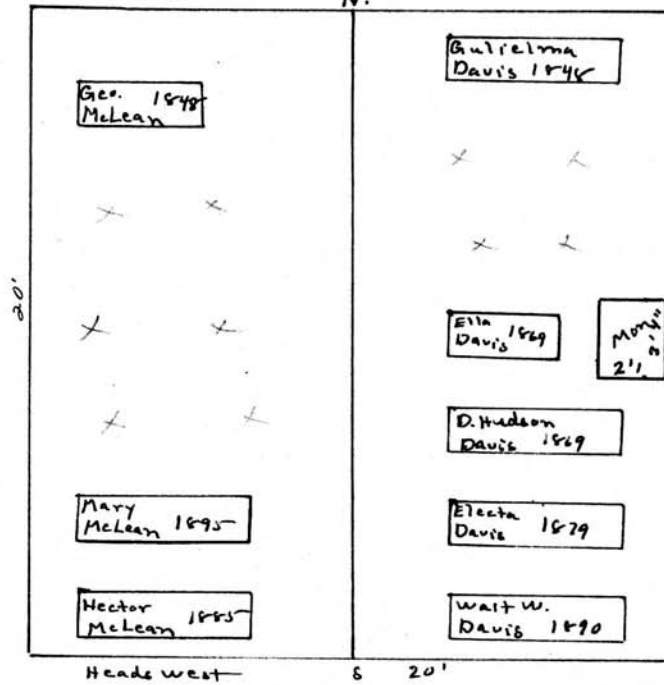 N.
Geo. 1848
McLean
20'
Mary
McLean 1895
Hector
McLean 1885
Gulielma
Davis 1848
Ella
Davis 1869
Mon.
2'1
D. Hudson
Davis 1869
Electa
Davis 1879
Walt W.
Davis 1890
Heads west
S 20'